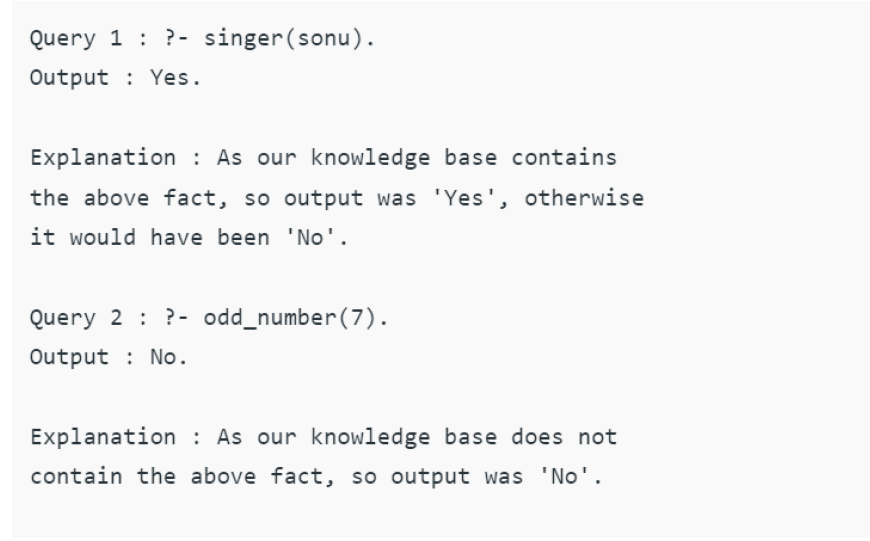 Query 1 : ?- singer(sonu).
Output : Yes.
Explanation : As our knowledge base contains
the above fact, so output was 'Yes', otherwise
it would have been 'No'.
Query 2 : ?- odd_number(7).
Output : No.
Explanation : As our knowledge base does not
contain the above fact, so output was 'No'.